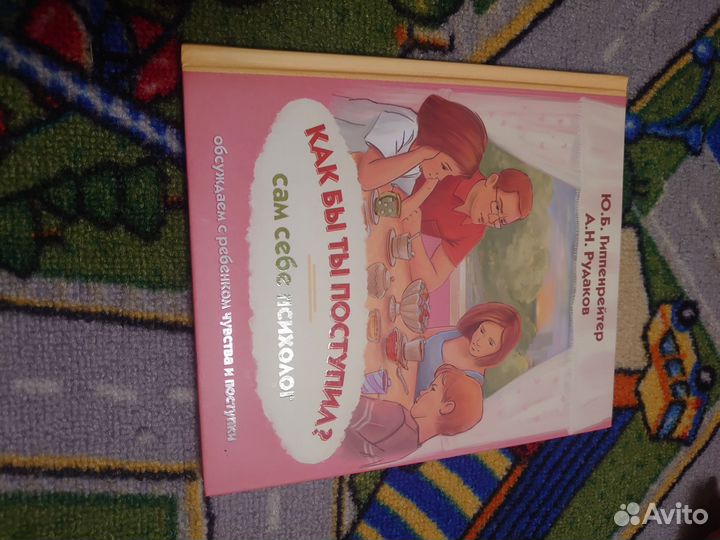 Ю.Б. Гиппенрейтер
А.Н. Рудаков
КАК БЫ ТЫ ПОСТУПИЛ?
сам себе психолог
обсуждаем с ребенком чувства и поступки
Avito